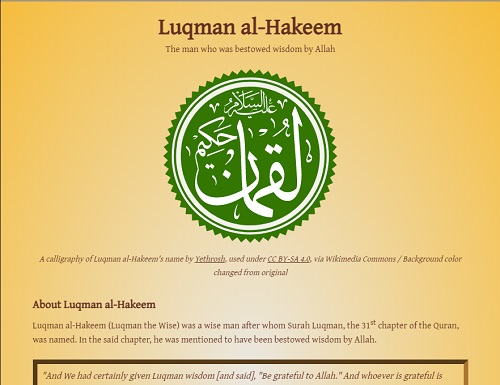 Luqman al-Hakeem
The man who was bestowed wisdom by Allah
عليه السلام
لقمان حكيم
A calligraphy of Luqman al-Hakeem's name by Yethrosh, used under CC BY-SA 4.0, via Wikimedia Commons / Background color
changed from original
About Luqman al-Hakeem
Luqman al-Hakeem (Luqman the Wise) was a wise man after whom Surah Luqman, the 31st chapter of the Quran,
was named. In the said chapter, he was mentioned to have been bestowed wisdom by Allah.
"And We had certainly given Luqman wisdom [and said], "Be grateful to Allah." And whoever is grateful is